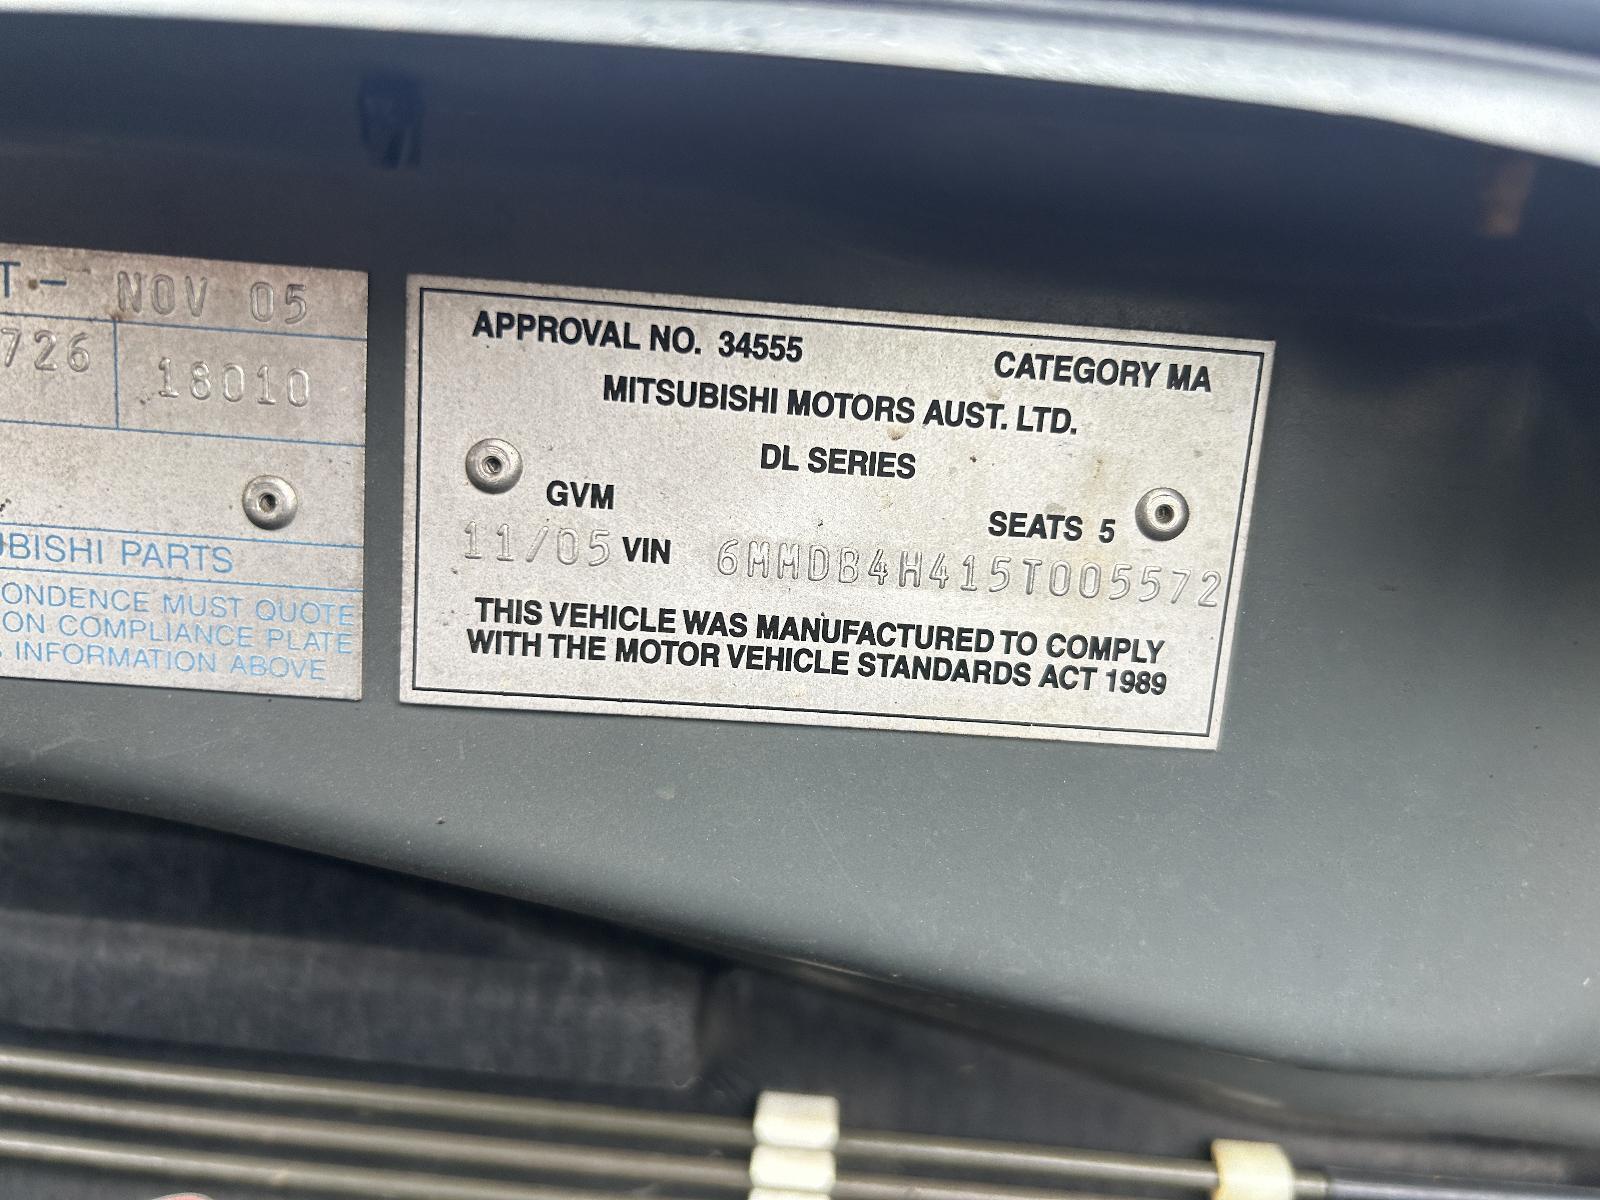 T - NOV 05
726 18010
BISHI PARTS
ONDENCE MUST QUOTE
ON COMPLIANCE PLATE
INFORMATION ABOVE
APPROVAL NO. 34555 CATEGORY MA
MITSUBISHI MOTORS AUST. LTD.
DL SERIES
GVM SEATS 5
11/05 VIN 6MMDB4H415T005572
THIS VEHICLE WAS MANUFACTURED TO COMPLY
WITH THE MOTOR VEHICLE STANDARDS ACT 1989